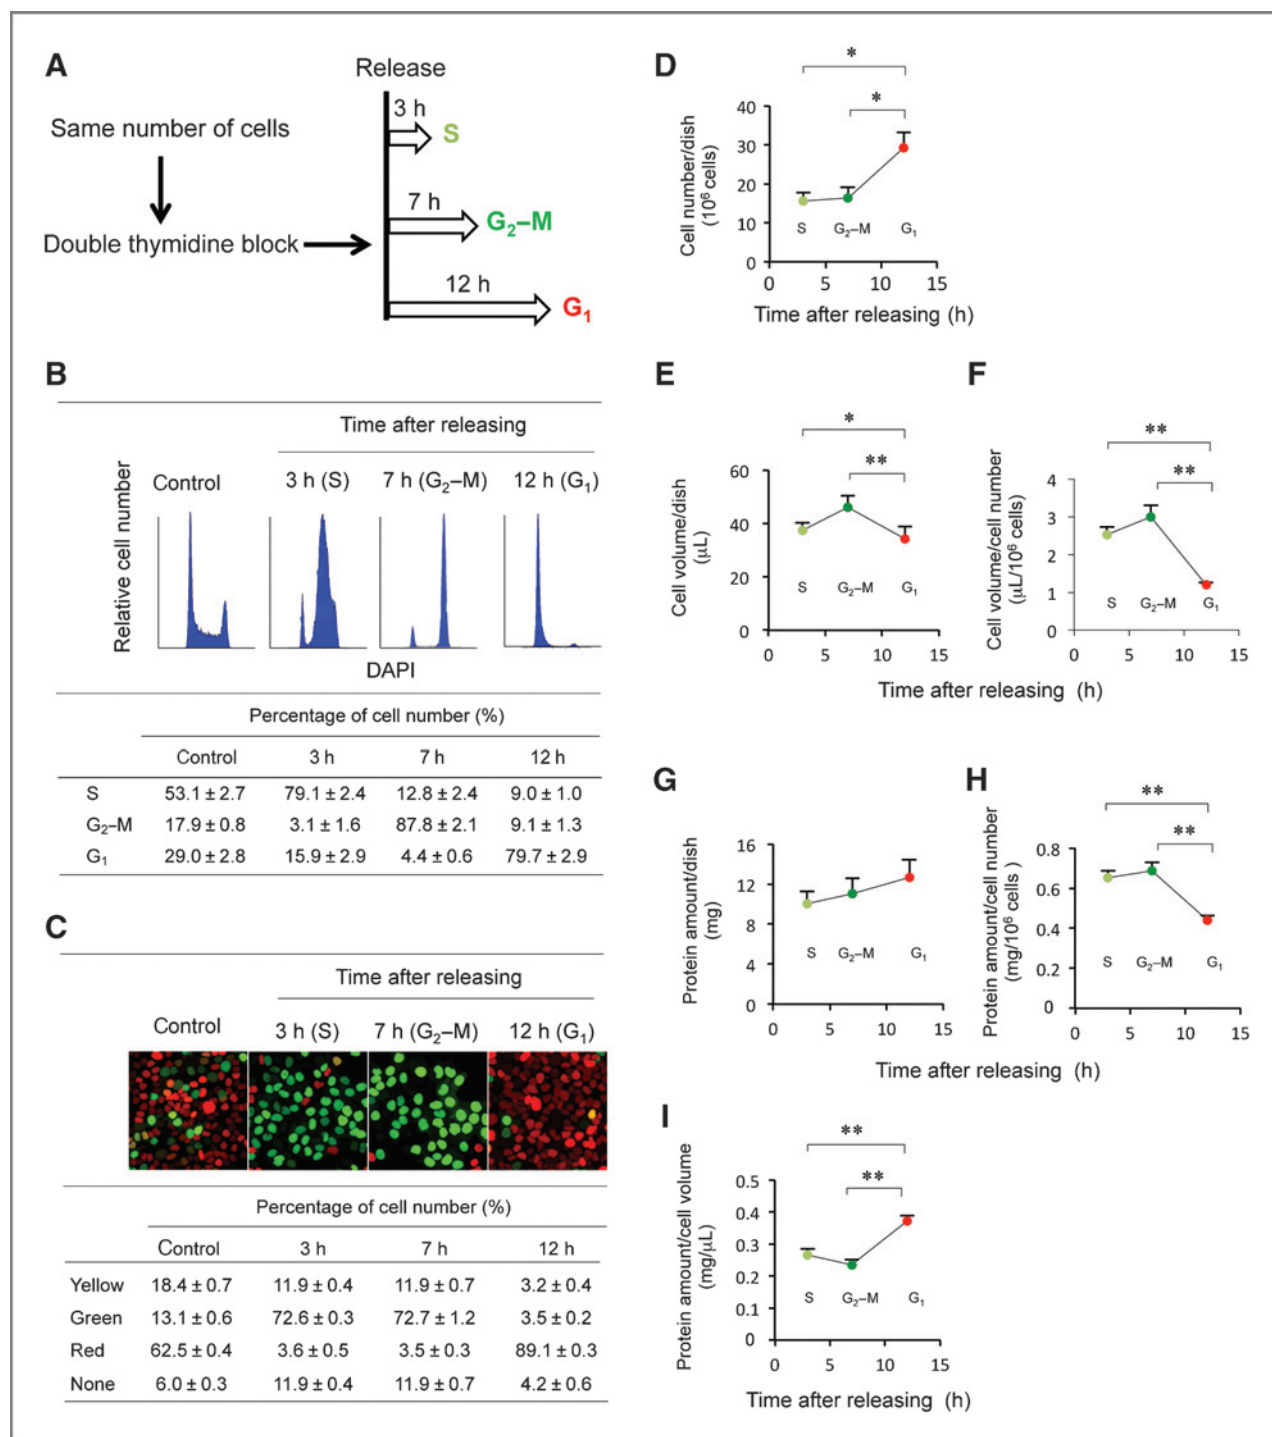 A
Release
Same number of cells
3 h
S
7 h
G₂–M
Double thymidine block
12 h
G₁
B
Time after releasing
Control
3 h (S)
7 h (G₂–M)
12 h (G₁)
Relative cell number
DAPI
Percentage of cell number (%)
Control 3 h 7 h 12 h
S 53.1 ± 2.7 79.1 ± 2.4 12.8 ± 2.4 9.0 ± 1.0
G₂–M 17.9 ± 0.8 3.1 ± 1.6 87.8 ± 2.1 9.1 ± 1.3
G₁ 29.0 ± 2.8 15.9 ± 2.9 4.4 ± 0.6 79.7 ± 2.9
C
Time after releasing
Control 3 h (S) 7 h (G₂–M) 12 h (G₁)
Percentage of cell number (%)
Control 3 h 7 h 12 h
Yellow 18.4 ± 0.7 11.9 ± 0.4 11.9 ± 0.7 3.2 ± 0.4
Green 13.1 ± 0.6 72.6 ± 0.3 72.7 ± 1.2 3.5 ± 0.2
Red 62.5 ± 0.4 3.6 ± 0.5 3.5 ± 0.3 89.1 ± 0.3
None 6.0 ± 0.3 11.9 ± 0.4 11.9 ± 0.7 4.2 ± 0.6
D
*
*
Cell number/dish
(10⁶ cells)
40
30
20
10
0
S G₂–M G₁
0 5 10 15
Time after releasing (h)
E
*
**
Cell volume/dish
(μL)
60
40
20
0
S G₂–M G₁
0 5 10 15
F
**
**
Cell volume/cell number
(μL/10⁶ cells)
4
3
2
1
0
S G₂–M G₁
0 5 10 15
Time after releasing (h)
G
Protein amount/dish
(mg)
16
12
8
4
0
S G₂–M G₁
0 5 10 15
H
**
**
Protein amount/cell number
(mg/10⁶ cells )
0.8
0.6
0.4
0.2
0
S G₂–M G₁
0 5 10 15
Time after releasing (h)
I
**
**
Protein amount/cell volume
(mg/μL)
0.5
0.4
0.3
0.2
0.1
0
S G₂–M G₁
0 5 10 15
Time after releasing (h)